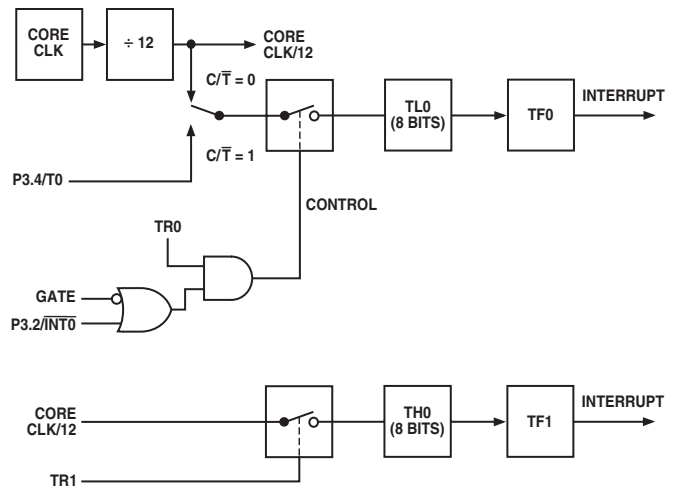 CORE
CLK
÷ 12
CORE
CLK/12
C/T̅ = 0
C/T̅ = 1
P3.4/T0
TL0
(8 BITS)
TF0
INTERRUPT
CONTROL
TR0
GATE
P3.2/I̅N̅T̅0̅
CORE
CLK/12
TH0
(8 BITS)
TF1
INTERRUPT
TR1